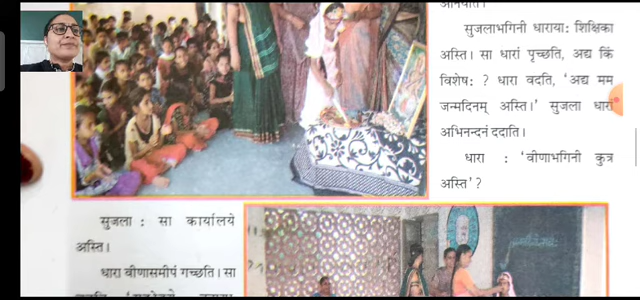 सुजलाभगिनी धारायाः शिक्षिका
अस्ति। सा धारां पृच्छति, अद्य किं
विशेषः ? धारा वदति, ‘अद्य मम
जन्मदिनम् अस्ति।’ सुजला धारां
अभिनन्दनं ददाति।
धारा : ‘वीणाभगिनी कुत्र
अस्ति’?
सुजला : सा कार्यालये
अस्ति।
धारा वीणासमीपं गच्छति। सा